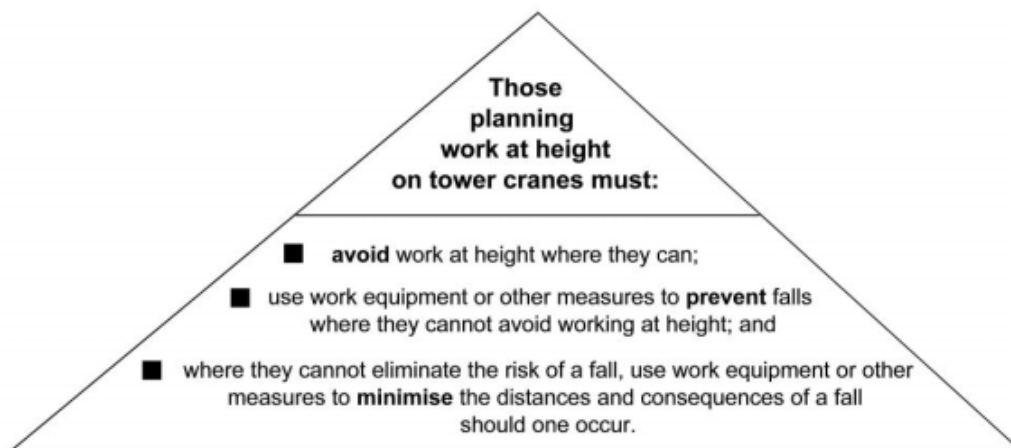 Those
planning
work at height
on tower cranes must:
■ avoid work at height where they can;
■ use work equipment or other measures to prevent falls
where they cannot avoid working at height; and
■ where they cannot eliminate the risk of a fall, use work equipment or other
measures to minimise the distances and consequences of a fall
should one occur.